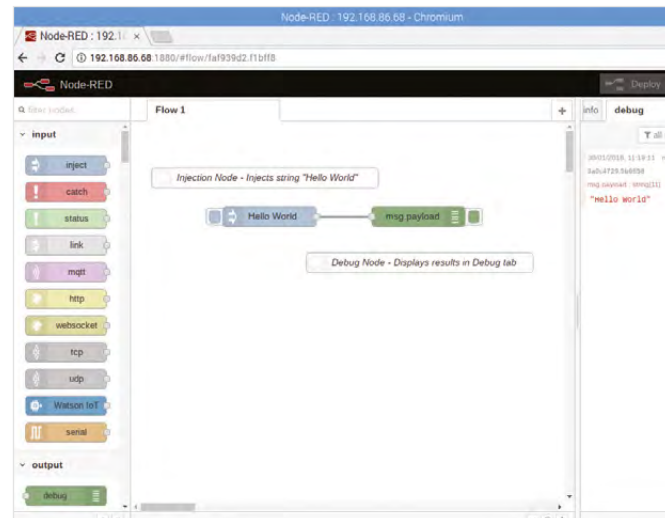 Node-RED : 192.168.86.68 - Chromium
Node-RED : 192.1
192.168.86.68:1880/#flow/faf939d2.f1bff8
Node-RED
Deploy
filter nodes
Flow 1
info
debug
all
input
inject
catch
status
link
mqtt
http
websocket
tcp
udp
Watson IoT
serial
output
debug
Injection Node - Injects string "Hello World"
Hello World
msg.payload
Debug Node - Displays results in Debug tab
msg.payload : string[11]
"Hello World"